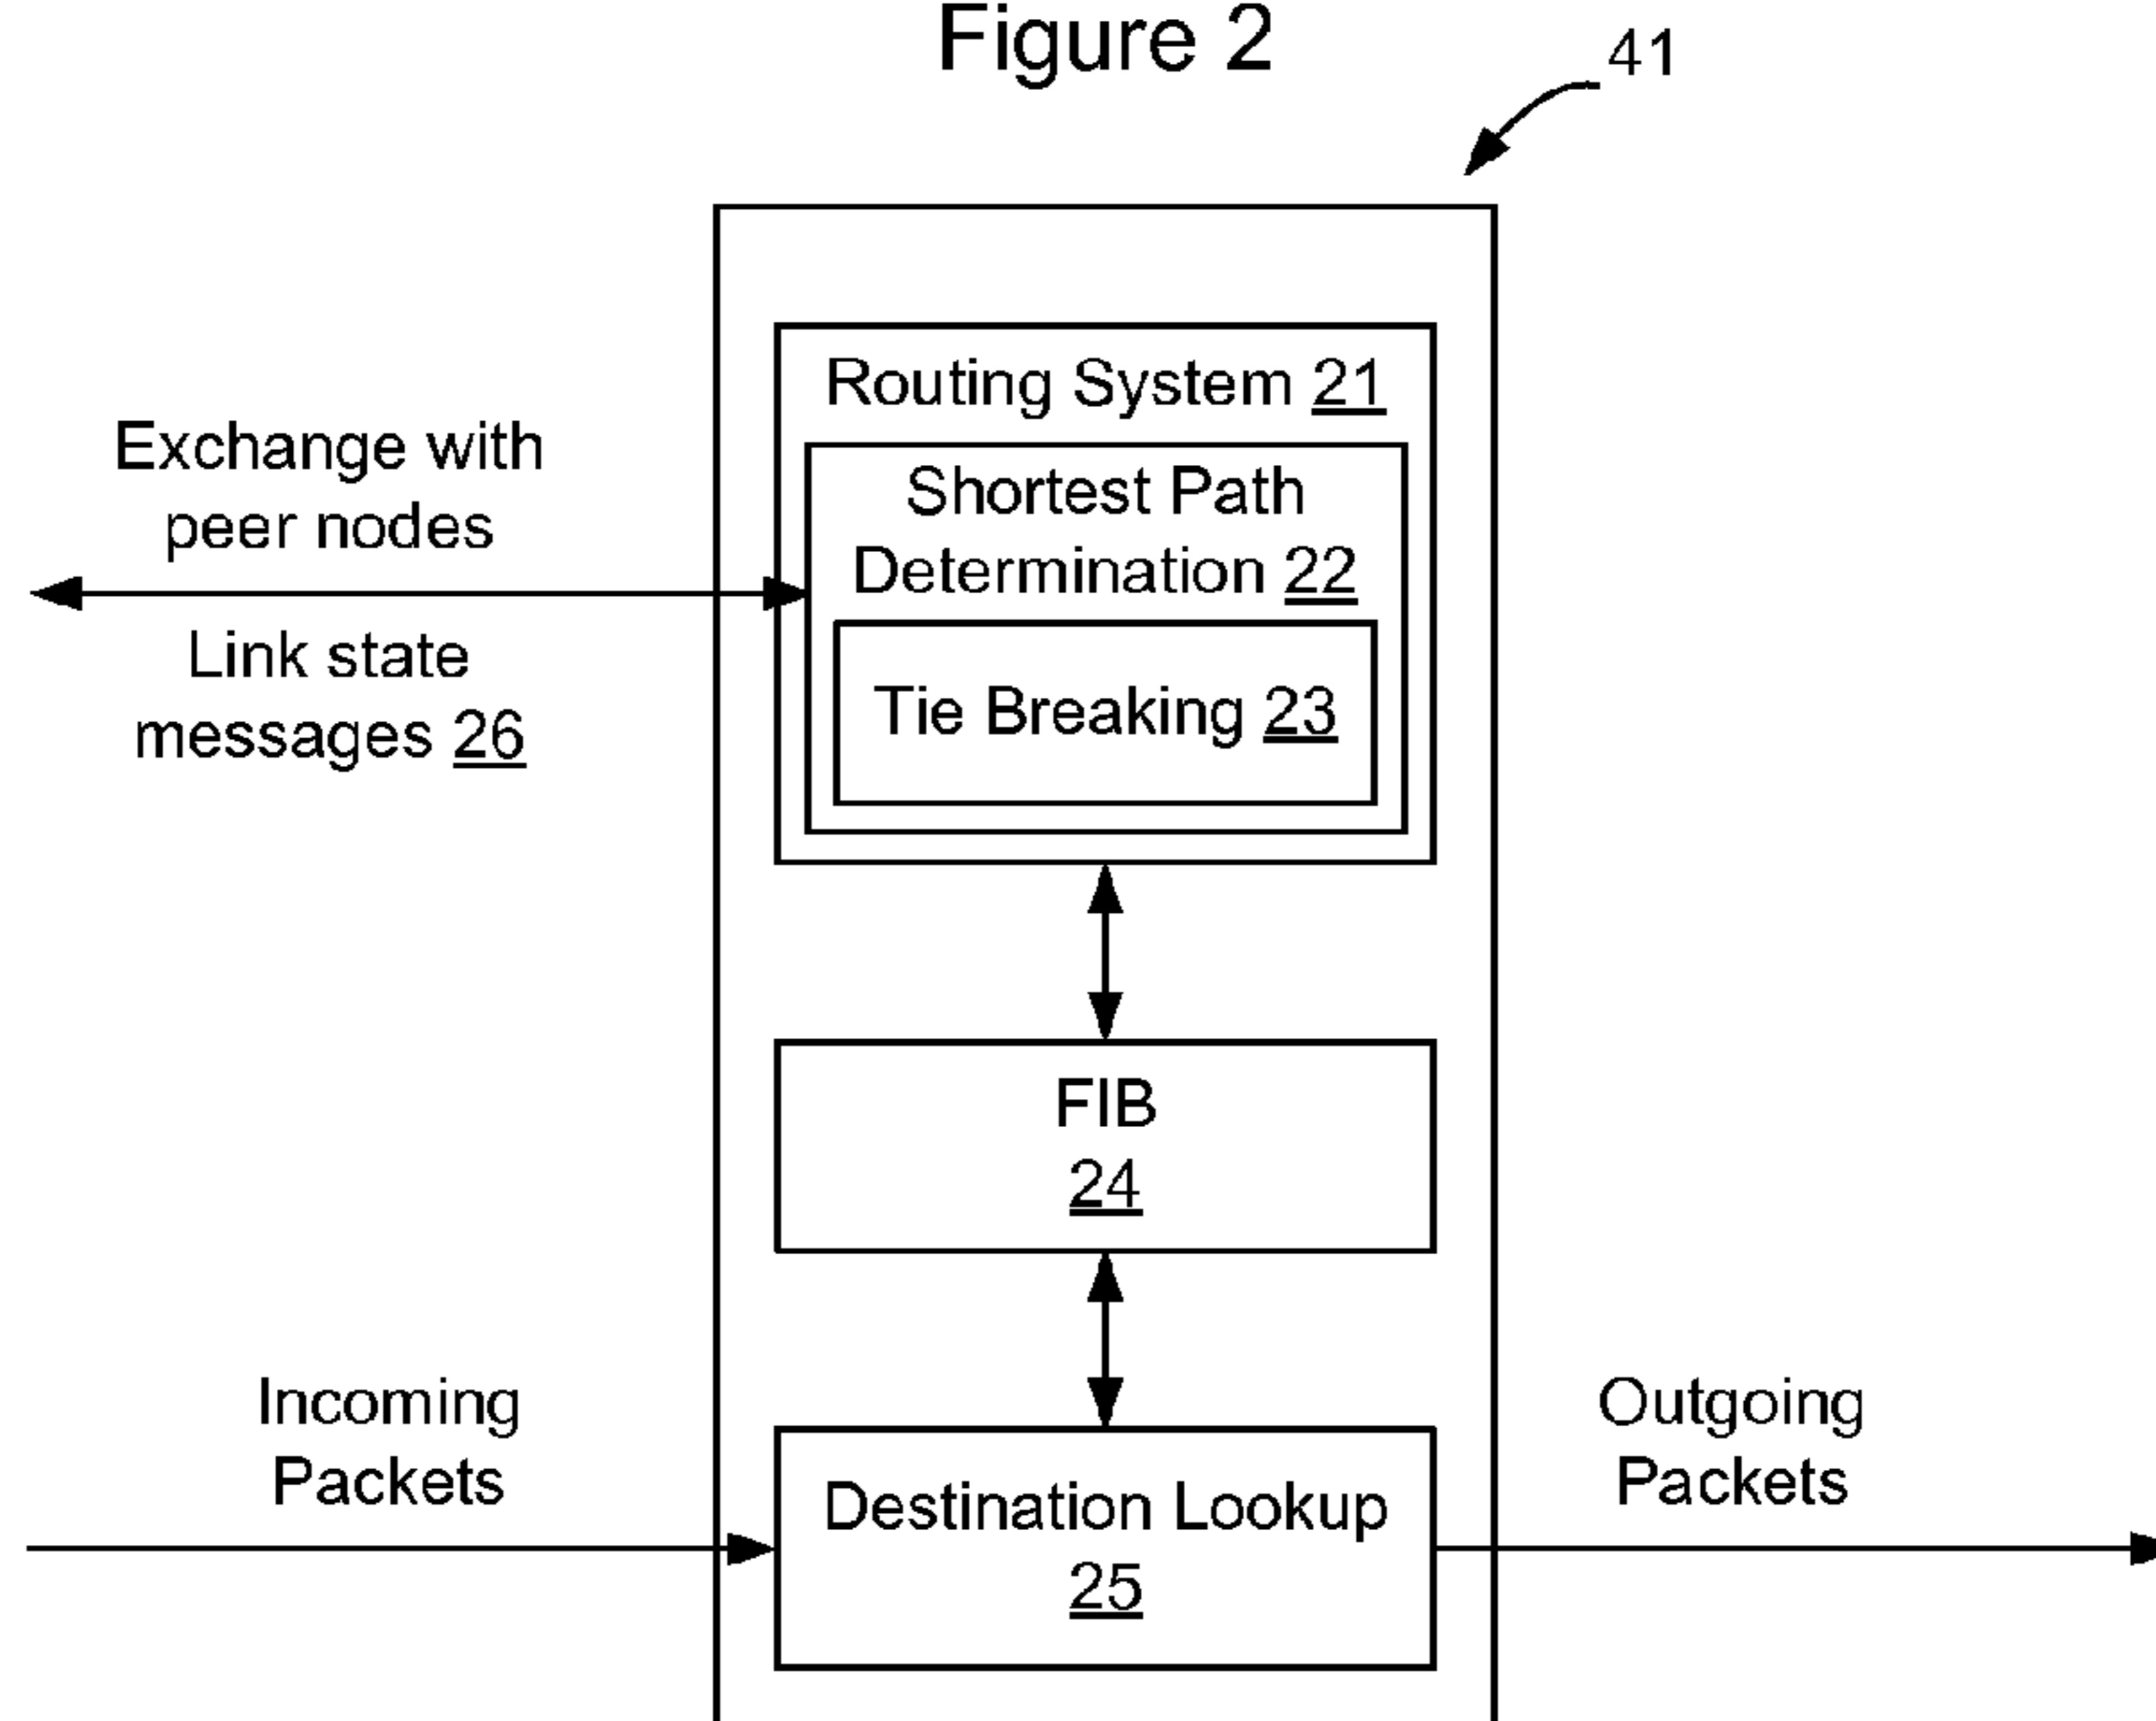 Figure 2
41
Routing System 21
Exchange with
peer nodes
Shortest Path
Determination 22
Link state
messages 26
Tie Breaking 23
FIB
24
Incoming
Packets
Outgoing
Packets
Destination Lookup
25